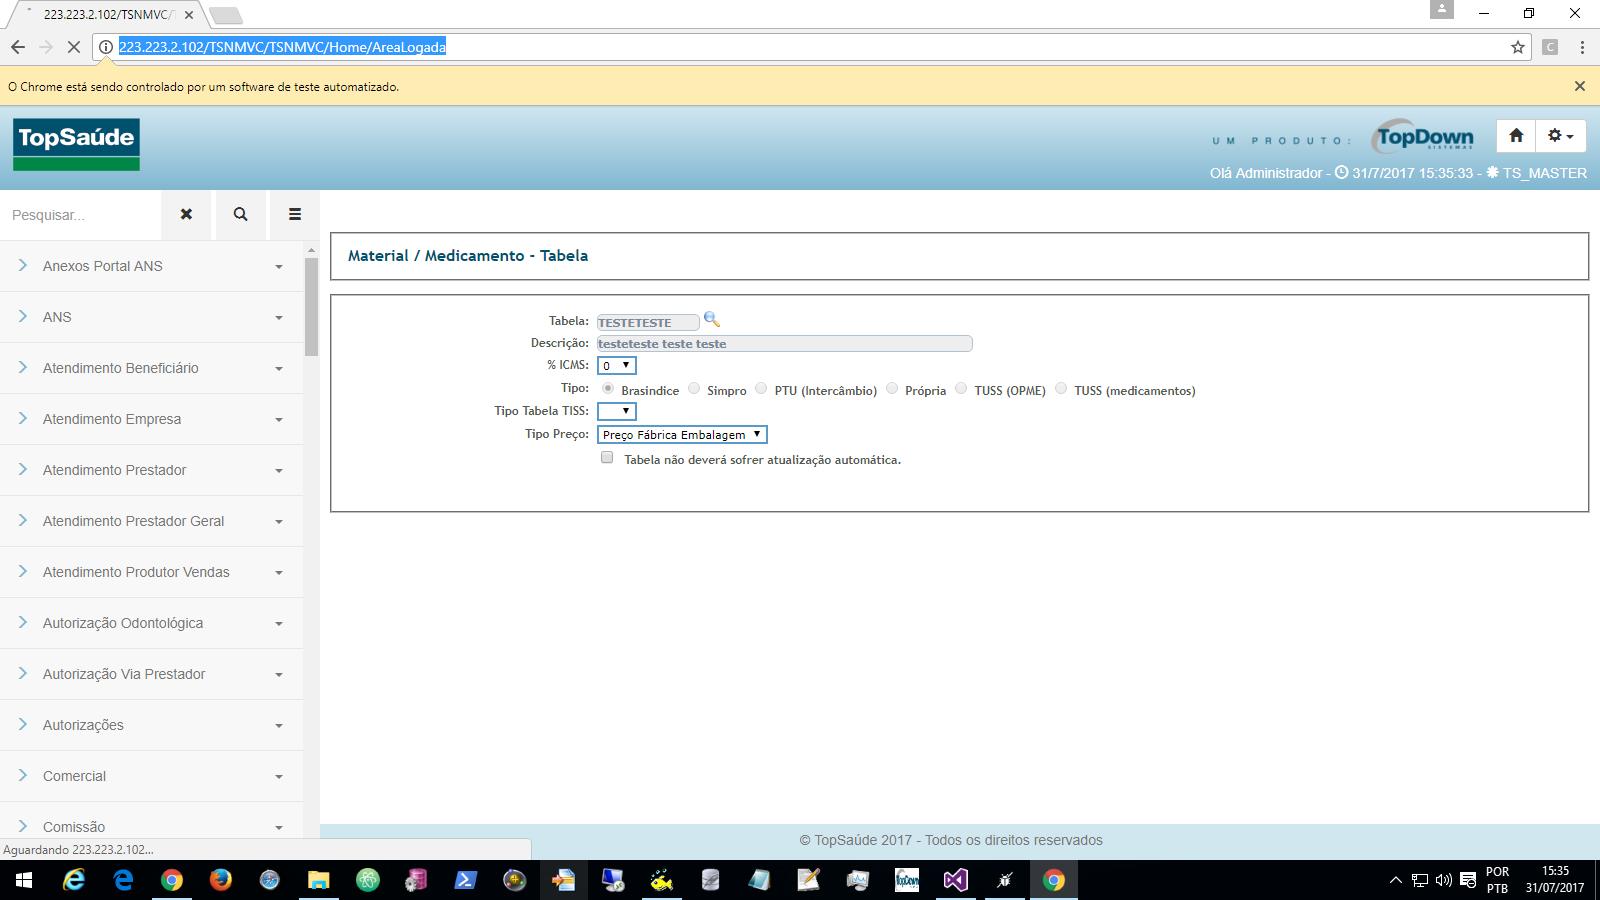 223.223.2.102/TSNMVC/T
223.223.2.102/TSNMVC/TSNMVC/Home/AreaLogada
C
O Chrome está sendo controlado por um software de teste automatizado.
TopSaúde
UM PRODUTO:
TopDown
SISTEMAS
Olá Administrador - 31/7/2017 15:35:33 - TS_MASTER
Pesquisar...
Anexos Portal ANS
ANS
Atendimento Beneficiário
Atendimento Empresa
Atendimento Prestador
Atendimento Prestador Geral
Atendimento Produtor Vendas
Autorização Odontológica
Autorização Via Prestador
Autorizações
Comercial
Comissão
Material / Medicamento - Tabela
Tabela: TESTETESTE
Descrição: testeteste teste teste
% ICMS: 0
Tipo: Brasindice Simpro PTU (Intercâmbio) Própria TUSS (OPME) TUSS (medicamentos)
Tipo Tabela TISS:
Tipo Preço: Preço Fábrica Embalagem
Tabela não deverá sofrer atualização automática.
© TopSaúde 2017 - Todos os direitos reservados
Aguardando 223.223.2.102...
TopDown
POR
PTB
15:35
31/07/2017